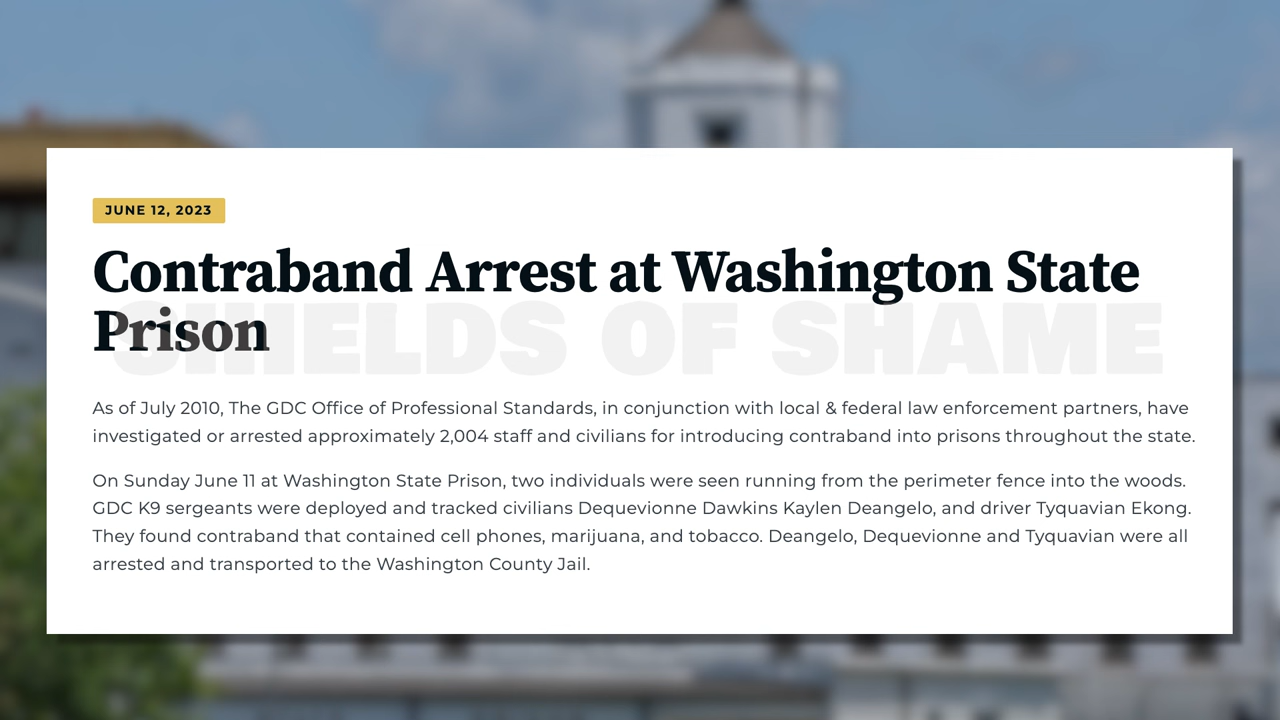 JUNE 12, 2023
Contraband Arrest at Washington State
Prison
SHIELDS OF SHAME
As of July 2010, The GDC Office of Professional Standards, in conjunction with local & federal law enforcement partners, have
investigated or arrested approximately 2,004 staff and civilians for introducing contraband into prisons throughout the state.
On Sunday June 11 at Washington State Prison, two individuals were seen running from the perimeter fence into the woods.
GDC K9 sergeants were deployed and tracked civilians Dequevionne Dawkins Kaylen Deangelo, and driver Tyquavian Ekong.
They found contraband that contained cell phones, marijuana, and tobacco. Deangelo, Dequevionne and Tyquavian were all
arrested and transported to the Washington County Jail.